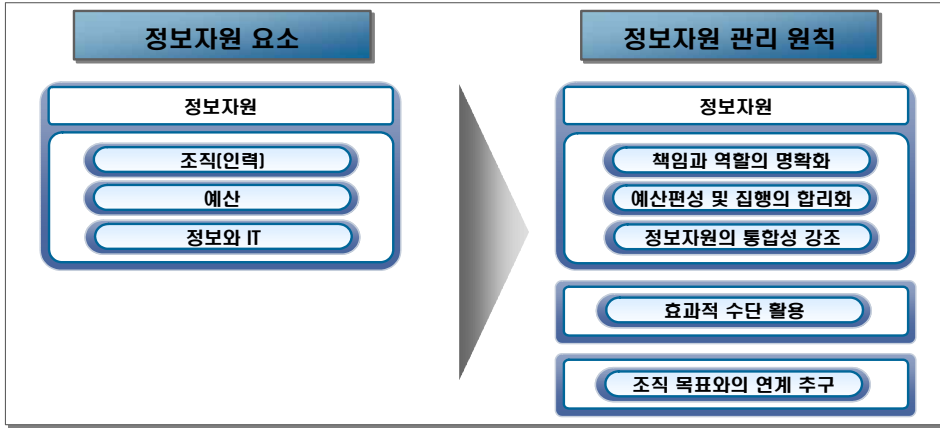 정보자원 요소
정보자원
조직(인력)
예산
정보와 IT
정보자원 관리 원칙
정보자원
책임과 역할의 명확화
예산편성 및 집행의 합리화
정보자원의 통합성 강조
효과적 수단 활용
조직 목표와의 연계 추구